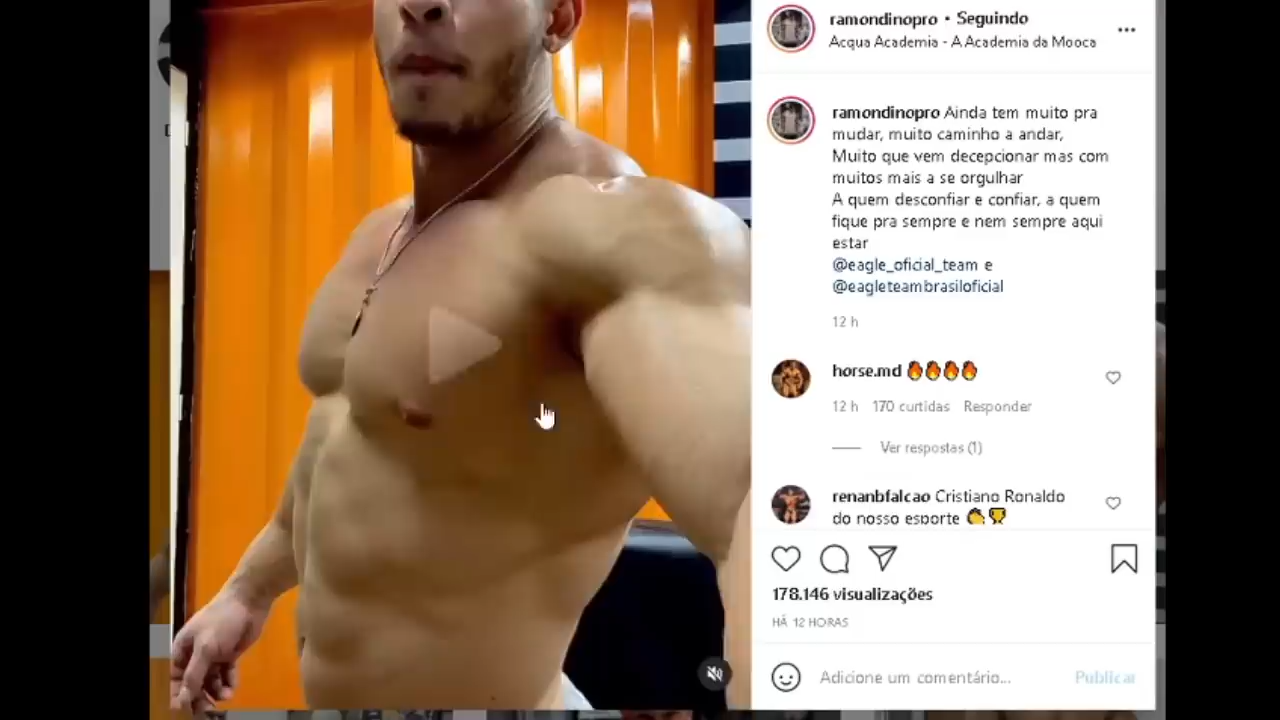 ramondinopro • Seguindo
Acqua Academia - A Academia da Mooca
ramondinopro Ainda tem muito pra
mudar, muito caminho a andar,
Muito que vem decepcionar mas com
muitos mais a se orgulhar
A quem desconfiar e confiar, a quem
fique pra sempre e nem sempre aqui
estar
@eagle_oficial_team e
@eagleteambrasiloficial
12 h
horse.md 🔥🔥🔥🔥
12 h 170 curtidas Responder
Ver respostas (1)
renanbfalcao Cristiano Ronaldo
do nosso esporte 👏🏆
178.146 visualizações
HÁ 12 HORAS
Adicione um comentário...
Publicar